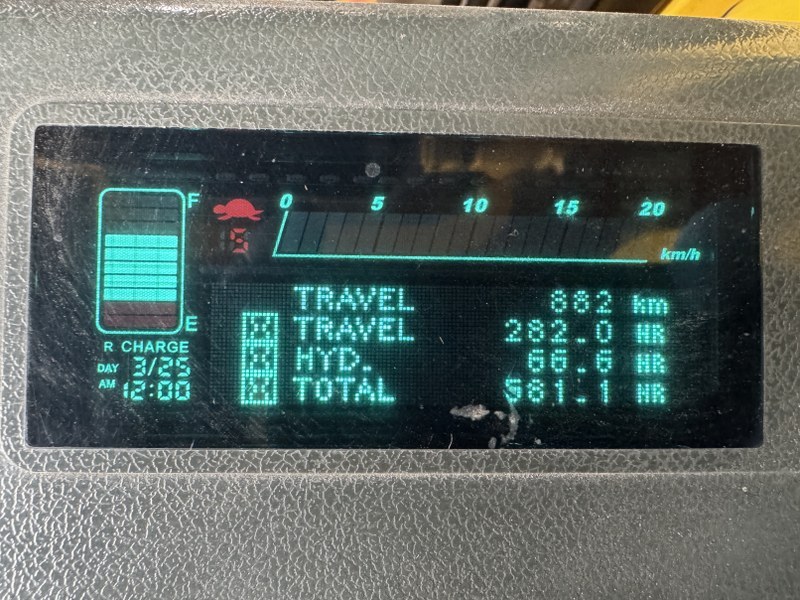 F
0 5 10 15 20
5
km/h
E
R CHARGE
DAY 3/25
AM 12:00
TRAVEL 882 km
TRAVEL 282.0 HR
HYD. 66.6 HR
TOTAL 581.1 HR